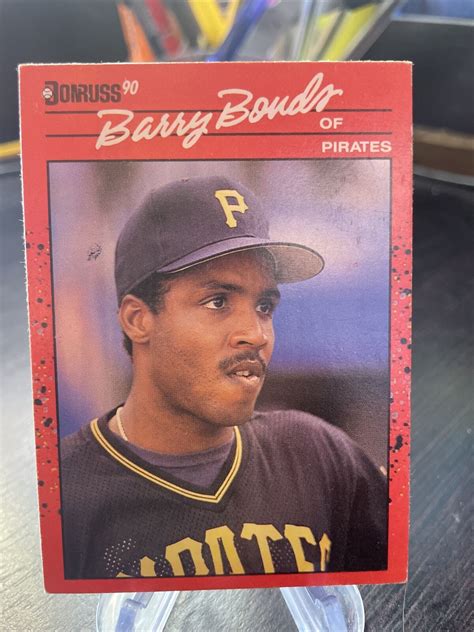 DONRUSS '90
Barry Bonds
OF
PIRATES
P